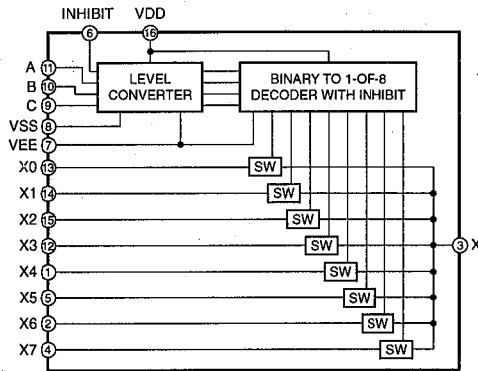 INHIBIT VDD
6 16
A 11
B 10
C 9
LEVEL
CONVERTER
BINARY TO 1-OF-8
DECODER WITH INHIBIT
VSS 8
VEE 7
X0 13
SW
X1 14
SW
X2 15
SW
X3 12
SW
3 X
X4 1
SW
X5 5
SW
X6 2
SW
X7 4
SW